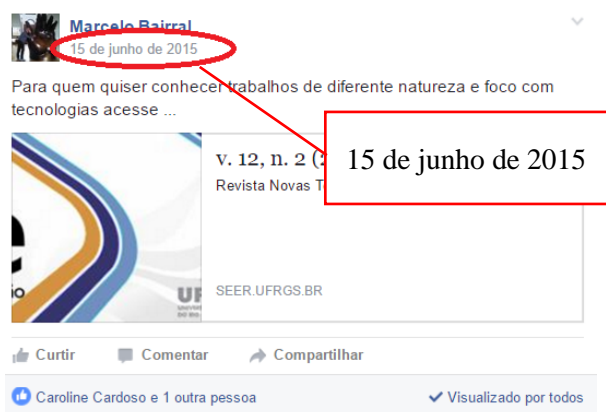 Marcelo Bairral
15 de junho de 2015
Para quem quiser conhecer trabalhos de diferente natureza e foco com
tecnologias acesse ...
15 de junho de 2015
v. 12, n. 2 (
Revista Novas
SEER.UFRGS.BR
Curtir Comentar Compartilhar
Caroline Cardoso e 1 outra pessoa Visualizado por todos